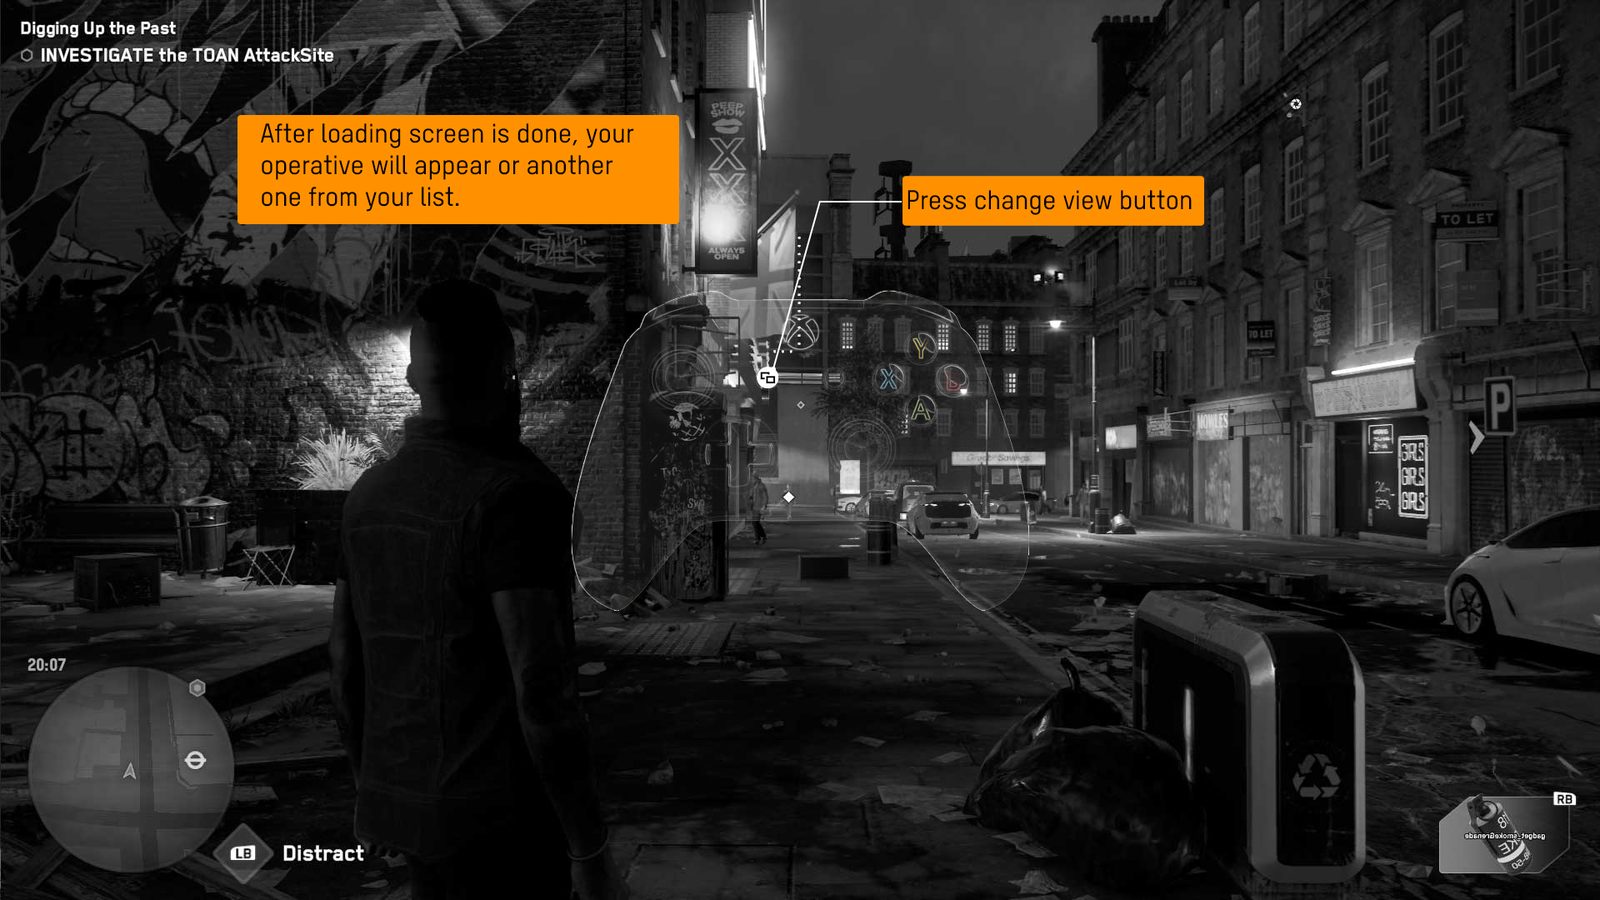 Digging Up the Past
INVESTIGATE the TOAN AttackSite
After loading screen is done, your
operative will appear or another
one from your list.
Press change view button
PEEP
SHOW
X
X
X
ALWAYS
OPEN
TO LET
TO LET
Y
X
B
A
MOWLES
P
GIRLS
GIRLS
GIRLS
20:07
LB
Distract
RB
gadget_smokeGrenade